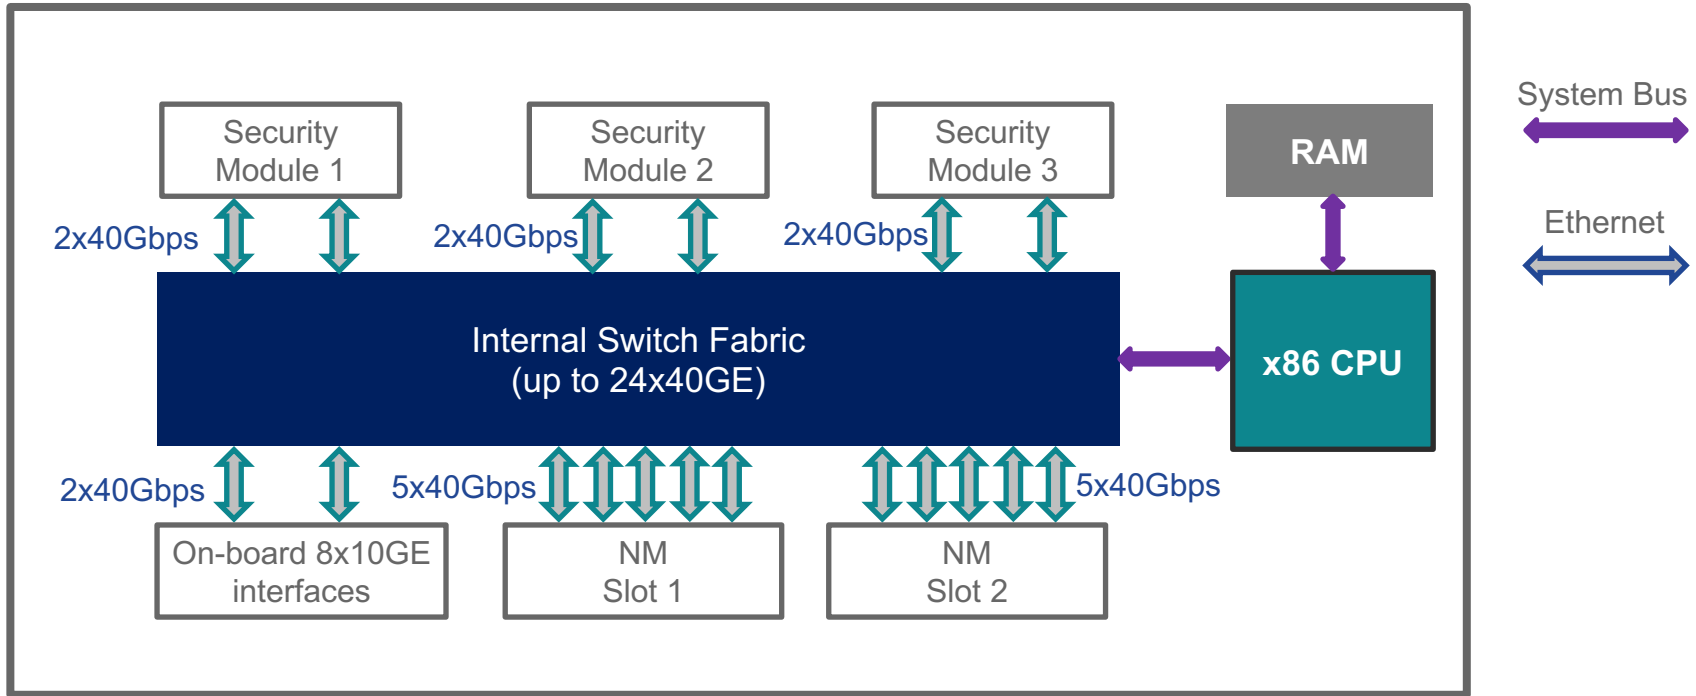 System Bus
Security
Module 1
Security
Module 2
Security
Module 3
RAM
Ethernet
2x40Gbps
2x40Gbps
2x40Gbps
Internal Switch Fabric
(up to 24x40GE)
x86 CPU
2x40Gbps
5x40Gbps
5x40Gbps
On-board 8x10GE
interfaces
NM
Slot 1
NM
Slot 2